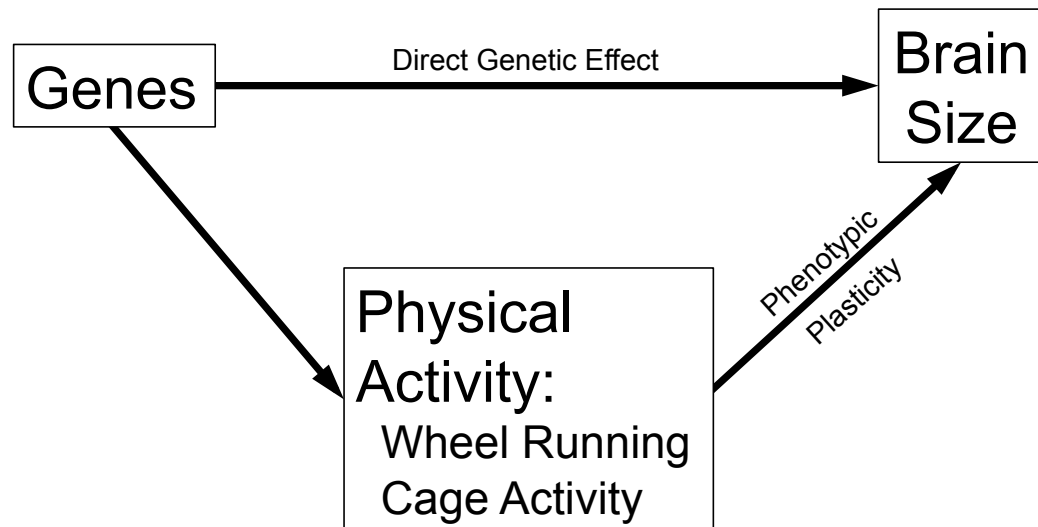 Genes
Direct Genetic Effect
Brain
Size
Phenotypic
Plasticity
Physical
Activity:
Wheel Running
Cage Activity